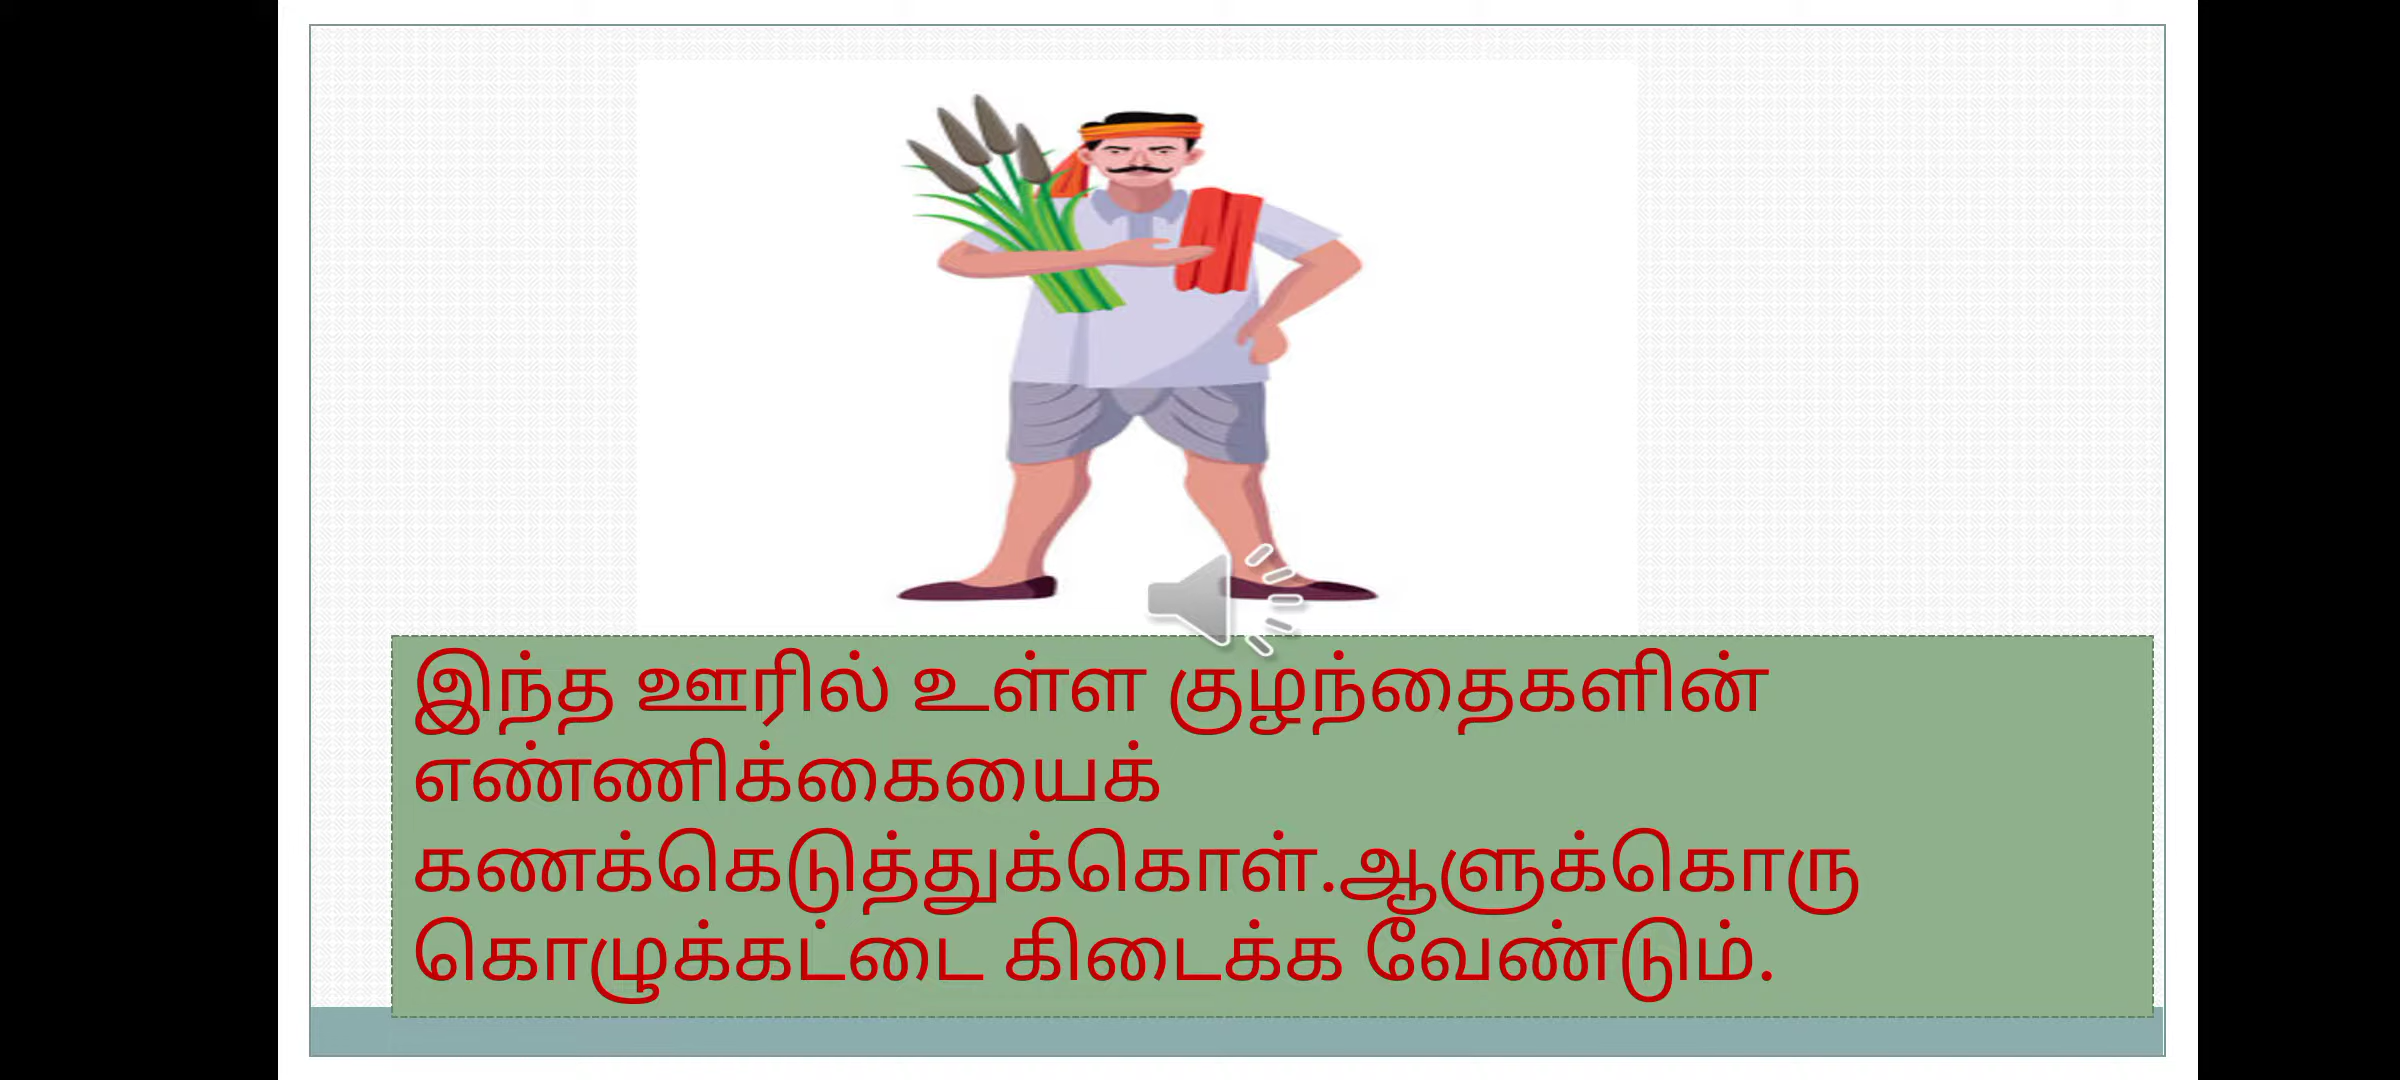 இந்த ஊரில் உள்ள குழந்தைகளின்
எண்ணிக்கையைக்
கணக்கெடுத்துக்கொள்.ஆளுக்கொரு
கொழுக்கட்டை கிடைக்க வேண்டும்.